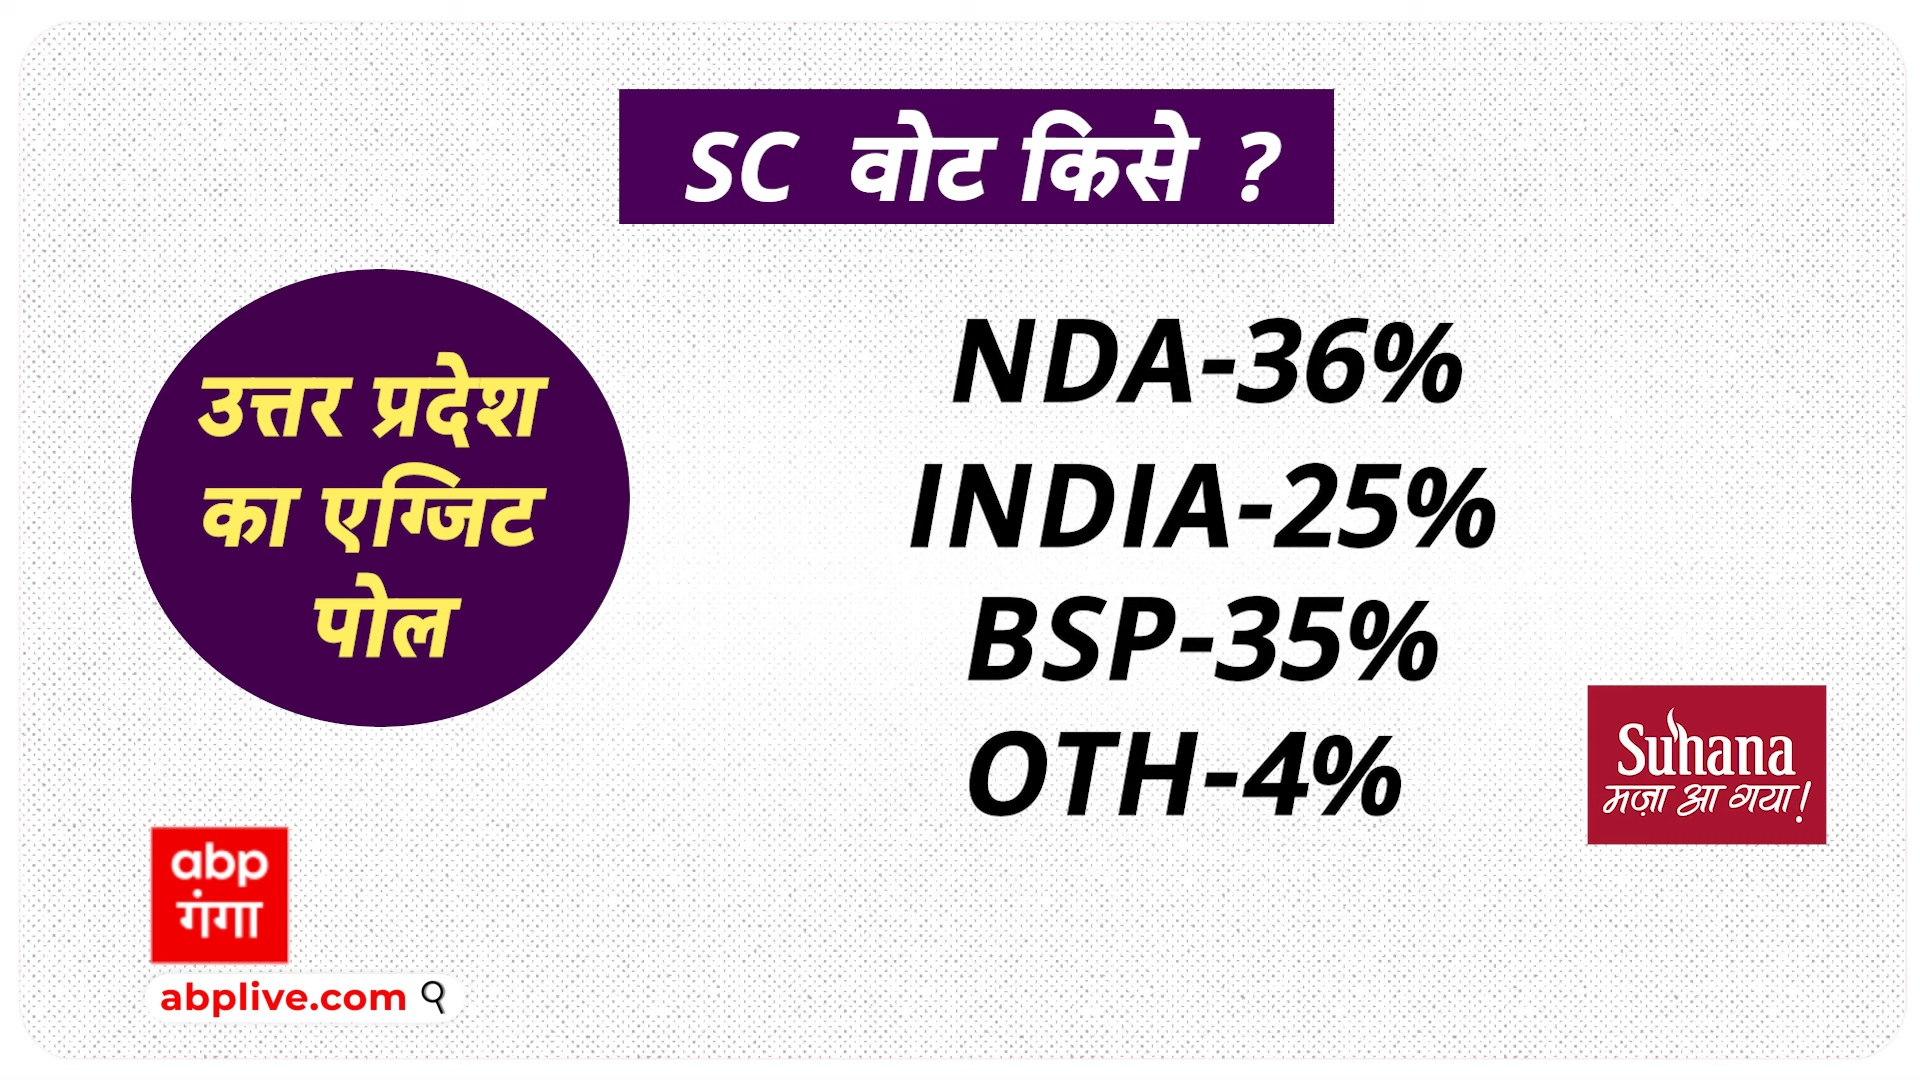 SC वोट किसे ?
उत्तर प्रदेश
का एग्जिट
पोल
NDA-36%
INDIA-25%
BSP-35%
OTH-4%
Suhana
मज़ा आ गया!
abp
गंगा
abplive.com